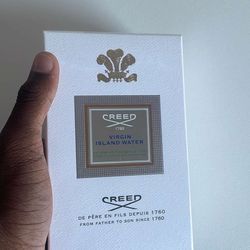 CREED
1760
VIRGIN
ISLAND WATER
CREED
DE PÈRE EN FILS DEPUIS 1760
FROM FATHER TO SON SINCE 1760